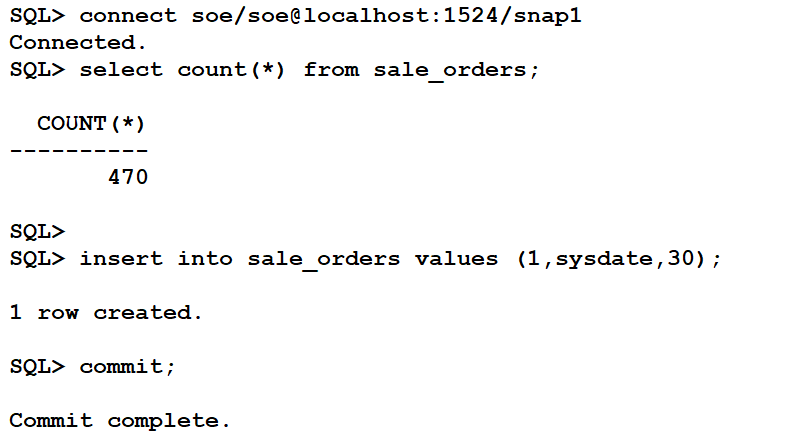 SQL> connect soe/soe@localhost:1524/snap1
Connected.
SQL> select count(*) from sale_orders;
COUNT(*)
----------
470
SQL>
SQL> insert into sale_orders values (1,sysdate,30);
1 row created.
SQL> commit;
Commit complete.